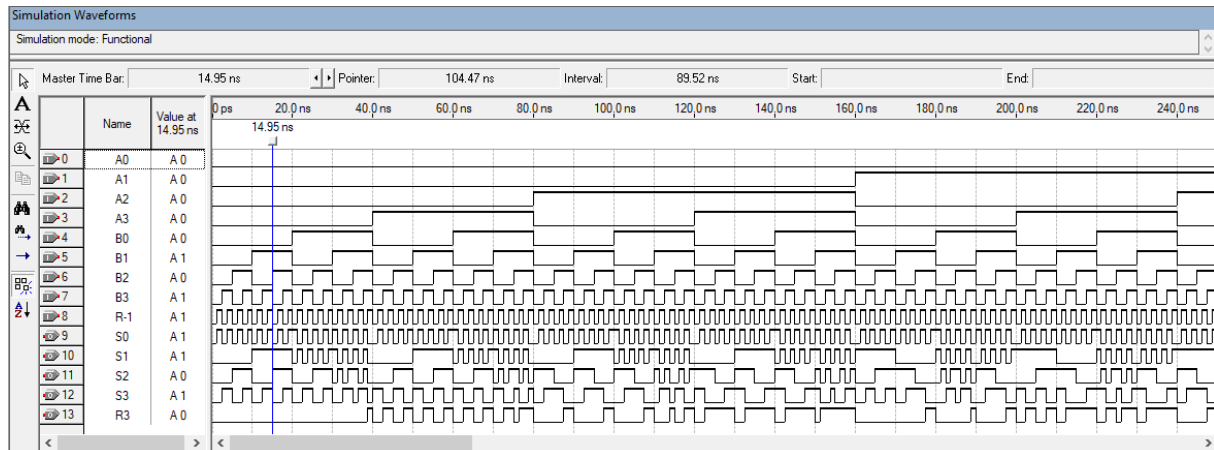 Simulation Waveforms
Simulation mode: Functional
Master Time Bar: 14.95 ns Pointer: 104.47 ns Interval: 89.52 ns Start: End:
Name Value at 14.95 ns 0 ps 20.0 ns 40.0 ns 60.0 ns 80.0 ns 100.0 ns 120.0 ns 140.0 ns 160.0 ns 180.0 ns 200.0 ns 220.0 ns 240.0 ns
14.95 ns
0 A0 A 0
1 A1 A 0
2 A2 A 0
3 A3 A 0
4 B0 A 0
5 B1 A 1
6 B2 A 0
7 B3 A 1
8 R-1 A 1
9 S0 A 1
10 S1 A 1
11 S2 A 0
12 S3 A 1
13 R3 A 0